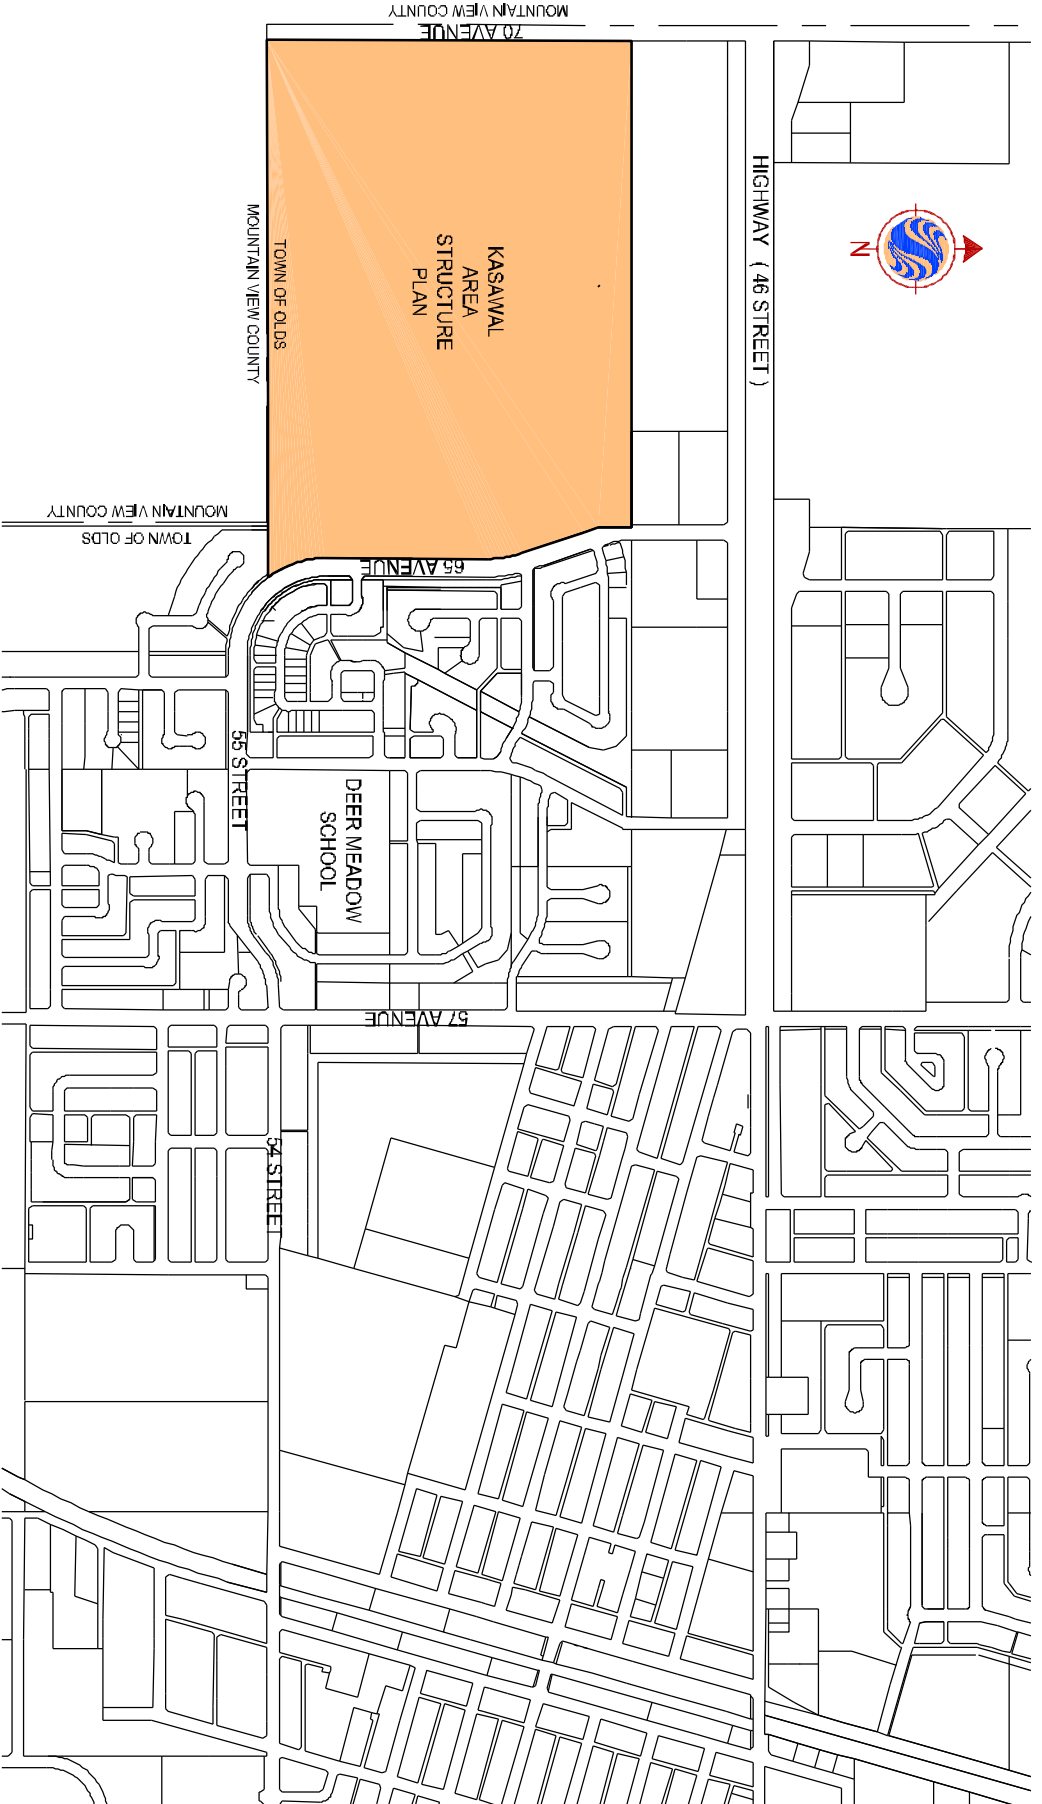 MOUNTAIN VIEW COUNTY
70 AVENUE
HIGHWAY ( 46 STREET )
N
KASAWAL
AREA
STRUCTURE
PLAN
TOWN OF OLDS
MOUNTAIN VIEW COUNTY
MOUNTAIN VIEW COUNTY
TOWN OF OLDS
65 AVENUE
55 STREET
DEER MEADOW
SCHOOL
57 AVENUE
54 STREET